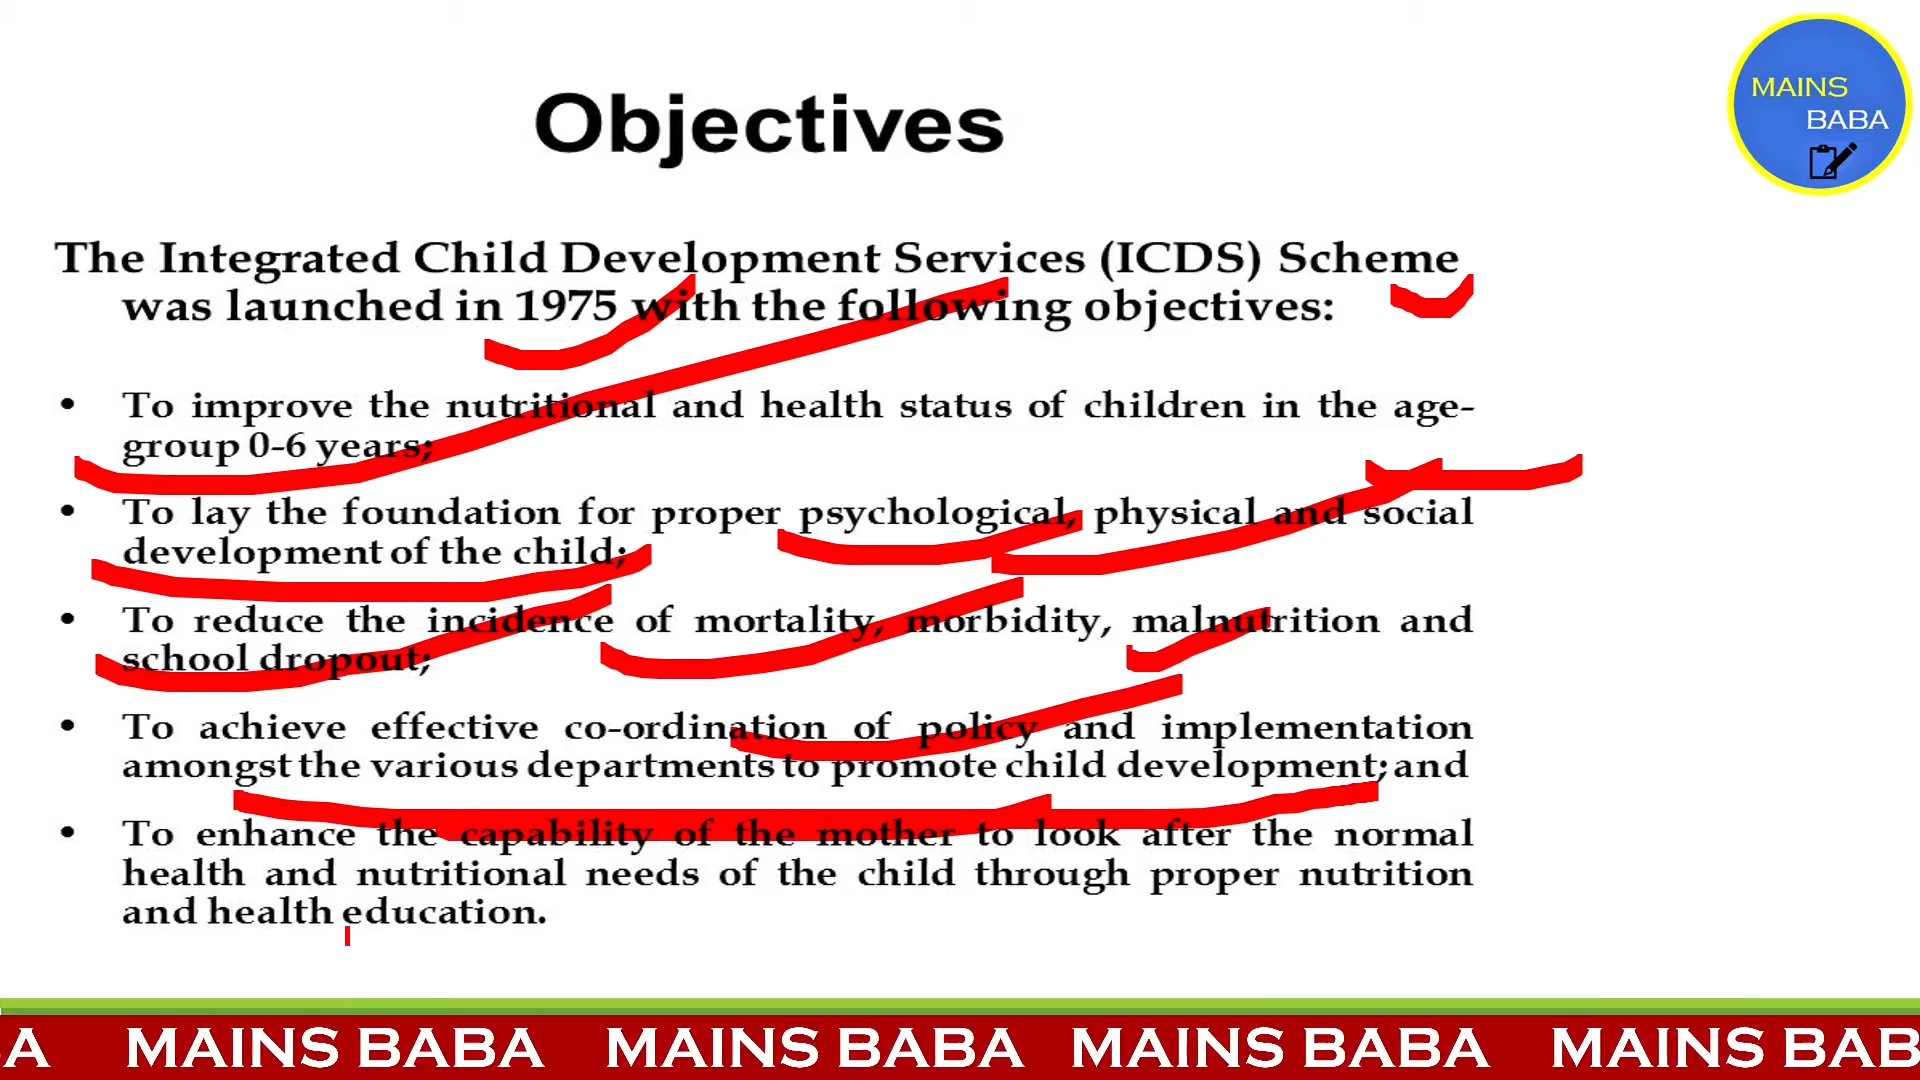 MAINS
BABA
Objectives
The Integrated Child Development Services (ICDS) Scheme
was launched in 1975 with the following objectives:
• To improve the nutritional and health status of children in the age-
group 0-6 years;
• To lay the foundation for proper psychological, physical and social
development of the child;
• To reduce the incidence of mortality, morbidity, malnutrition and
school dropout;
• To achieve effective co-ordination of policy and implementation
amongst the various departments to promote child development; and
• To enhance the capability of the mother to look after the normal
health and nutritional needs of the child through proper nutrition
and health education.
A MAINS BABA MAINS BABA MAINS BABA MAINS BAB